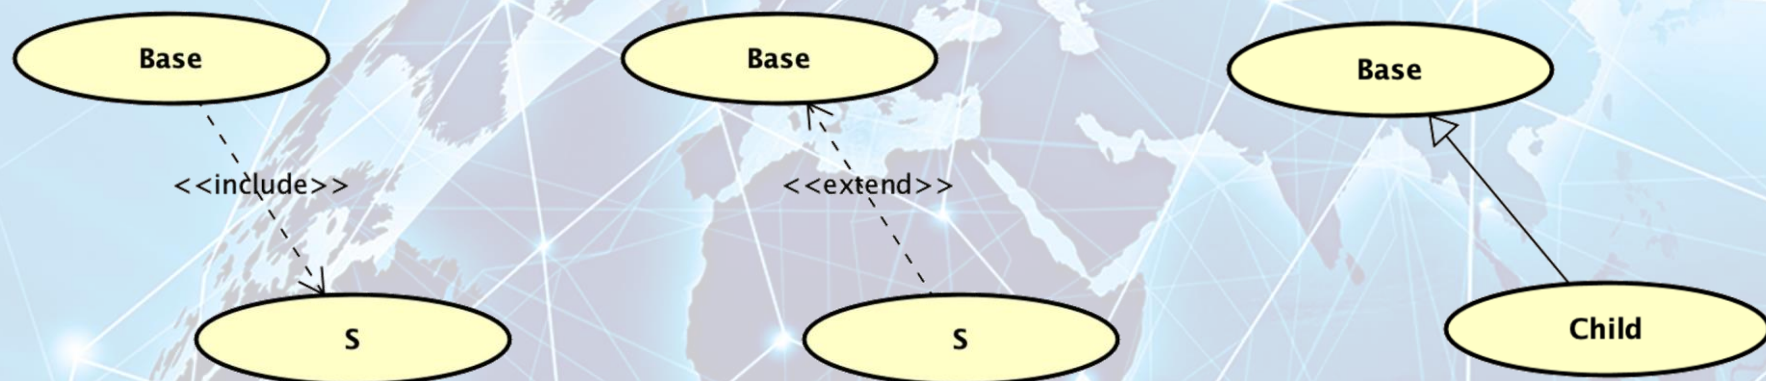 Base
<<include>>
S
Base
<<extend>>
S
Base
Child